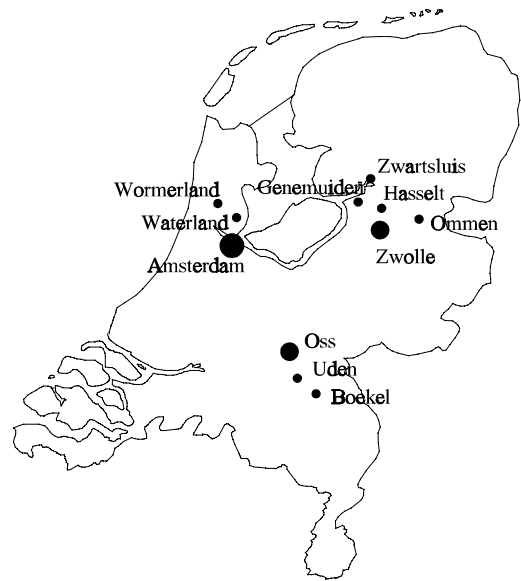 Zwartsluis
Wormerland
Genemuiden
Hasselt
Waterland
Ommen
Zwolle
Amsterdam
Oss
Uden
Boekel